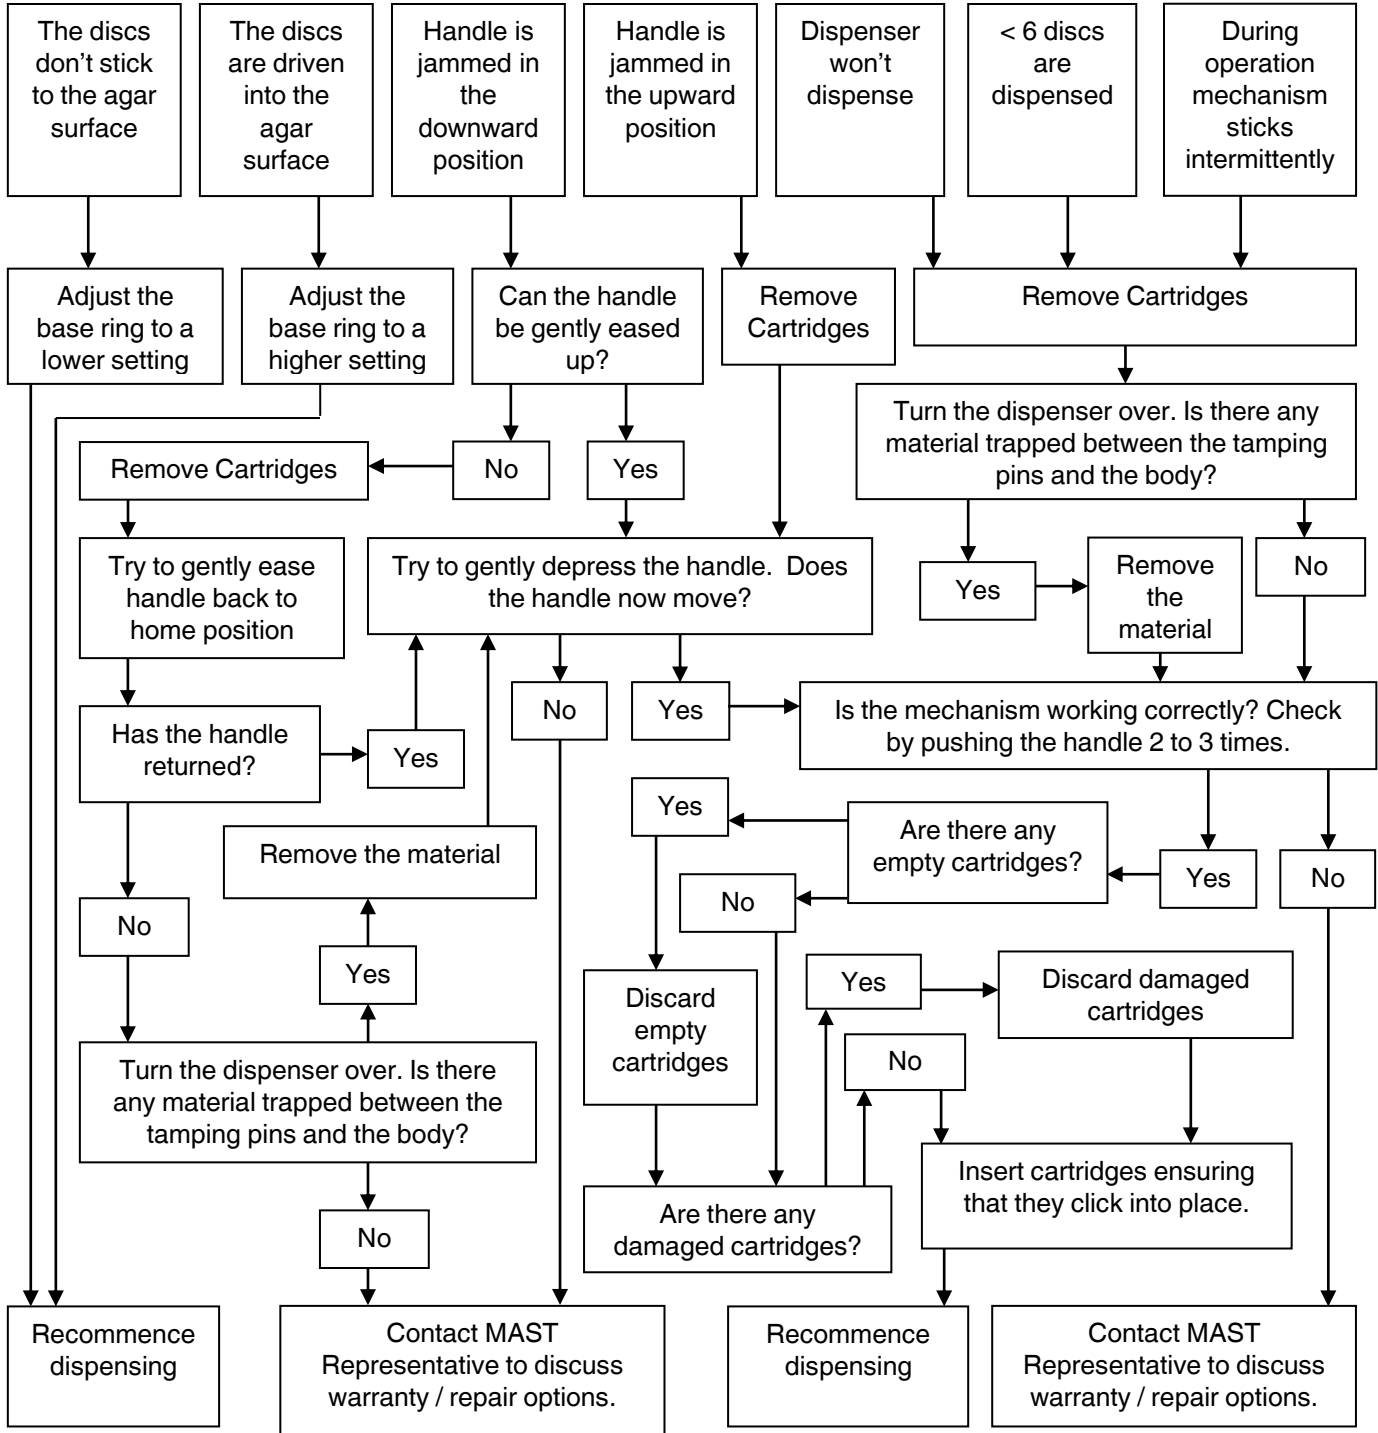 The discs
don't stick
to the agar
surface
The discs
are driven
into the
agar
surface
Handle is
jammed in
the
downward
position
Handle is
jammed in
the upward
position
Dispenser
won't
dispense
< 6 discs
are
dispensed
During
operation
mechanism
sticks
intermittently
Adjust the
base ring to a
lower setting
Adjust the
base ring to a
higher setting
Can the handle
be gently eased
up?
Remove
Cartridges
Remove Cartridges
Turn the dispenser over. Is there any
material trapped between the tamping
pins and the body?
Remove Cartridges
No
Yes
Try to gently ease
handle back to
home position
Try to gently depress the handle.  Does
the handle now move?
Yes
Remove
the
material
No
Has the handle
returned?
Yes
No
Yes
Is the mechanism working correctly? Check
by pushing the handle 2 to 3 times.
Yes
Are there any
empty cartridges?
Yes
No
Remove the material
No
No
Yes
Discard
empty
cartridges
Yes
Discard damaged
cartridges
No
Turn the dispenser over. Is there
any material trapped between the
tamping pins and the body?
Insert cartridges ensuring
that they click into place.
No
Are there any
damaged cartridges?
Recommence
dispensing
Contact MAST
Representative to discuss
warranty / repair options.
Recommence
dispensing
Contact MAST
Representative to discuss
warranty / repair options.